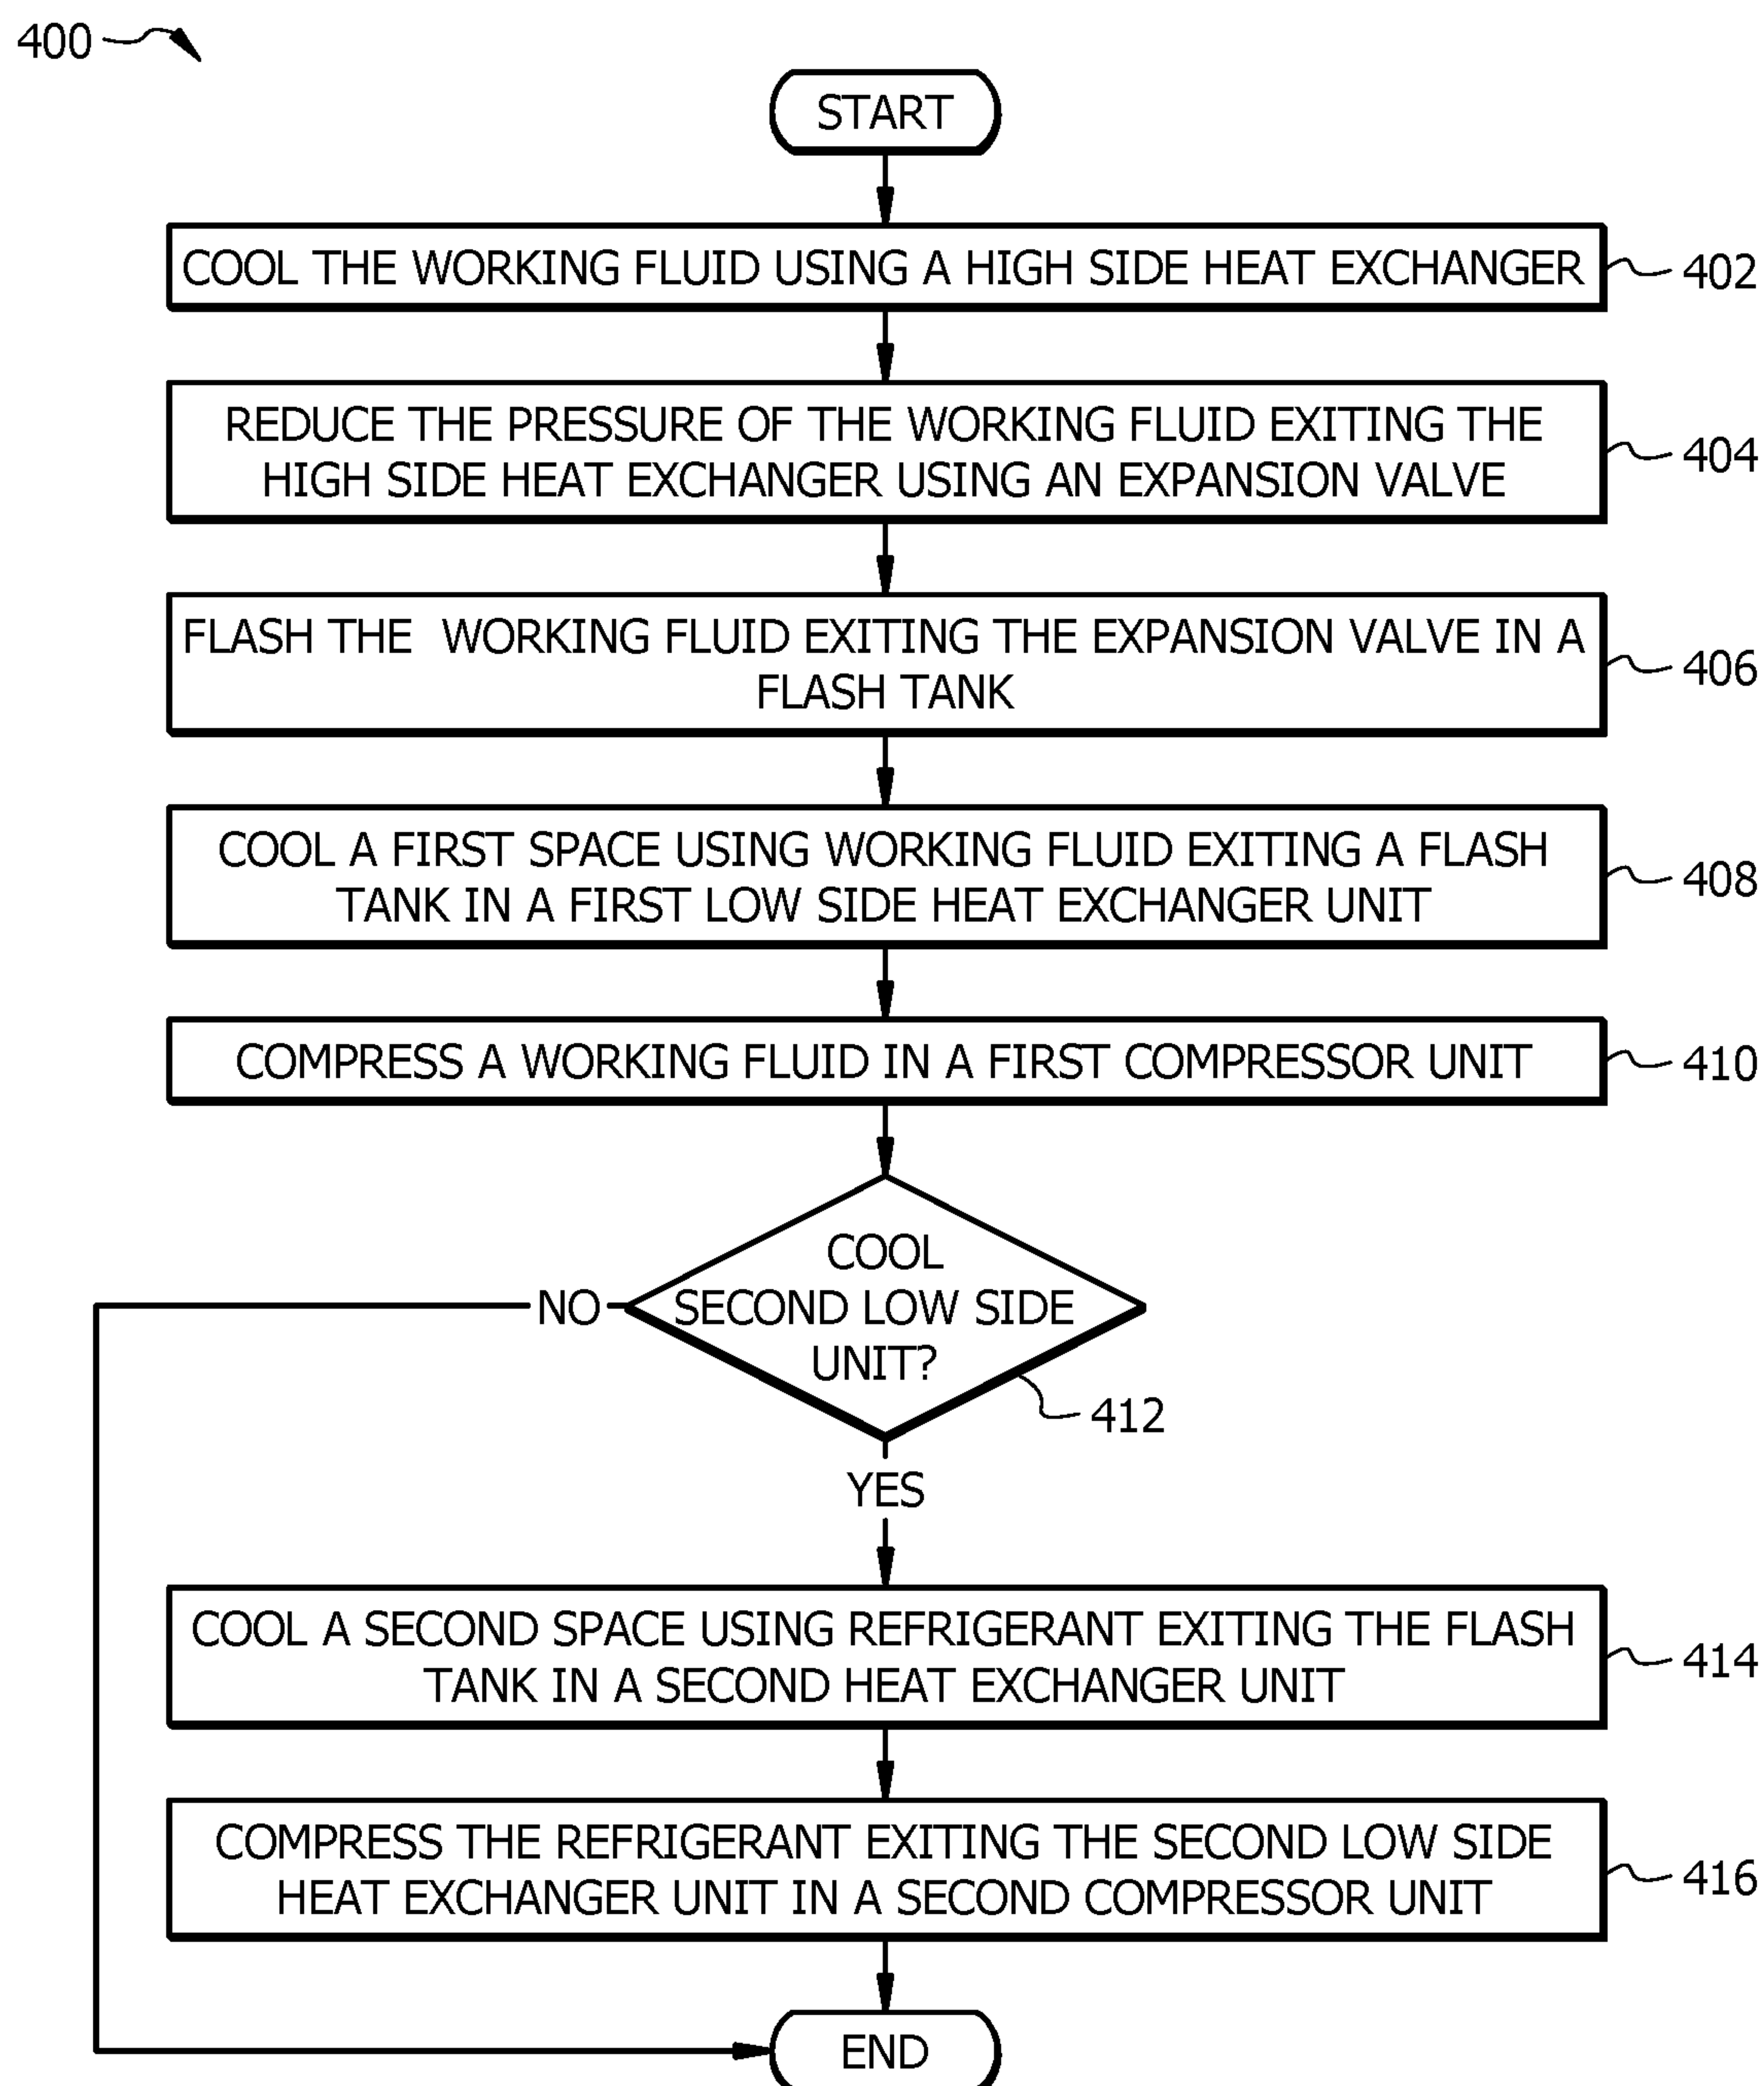 400
START
COOL THE WORKING FLUID USING A HIGH SIDE HEAT EXCHANGER
402
REDUCE THE PRESSURE OF THE WORKING FLUID EXITING THE
HIGH SIDE HEAT EXCHANGER USING AN EXPANSION VALVE
404
FLASH THE WORKING FLUID EXITING THE EXPANSION VALVE IN A
FLASH TANK
406
COOL A FIRST SPACE USING WORKING FLUID EXITING A FLASH
TANK IN A FIRST LOW SIDE HEAT EXCHANGER UNIT
408
COMPRESS A WORKING FLUID IN A FIRST COMPRESSOR UNIT
410
COOL
SECOND LOW SIDE
UNIT?
NO
412
YES
COOL A SECOND SPACE USING REFRIGERANT EXITING THE FLASH
TANK IN A SECOND HEAT EXCHANGER UNIT
414
COMPRESS THE REFRIGERANT EXITING THE SECOND LOW SIDE
HEAT EXCHANGER UNIT IN A SECOND COMPRESSOR UNIT
416
END